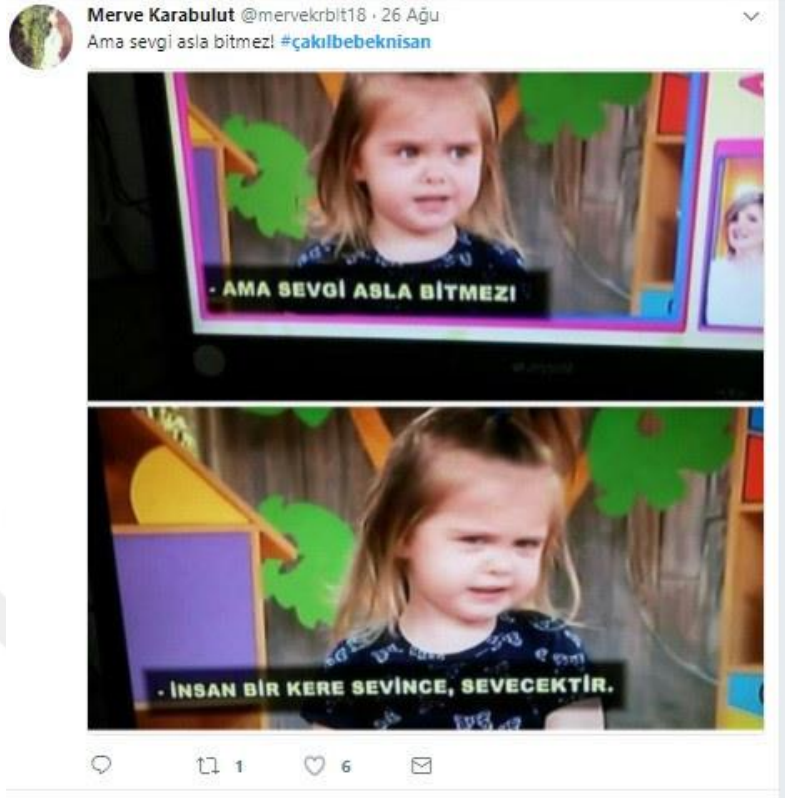 Merve Karabulut @mervekrblt18 · 26 Ağu
Ama sevgi asla bitmez! #çakılbebeknisan
- AMA SEVGİ ASLA BİTMEZ!
- İNSAN BİR KERE SEVİNCE, SEVECEKTİR.
1 6